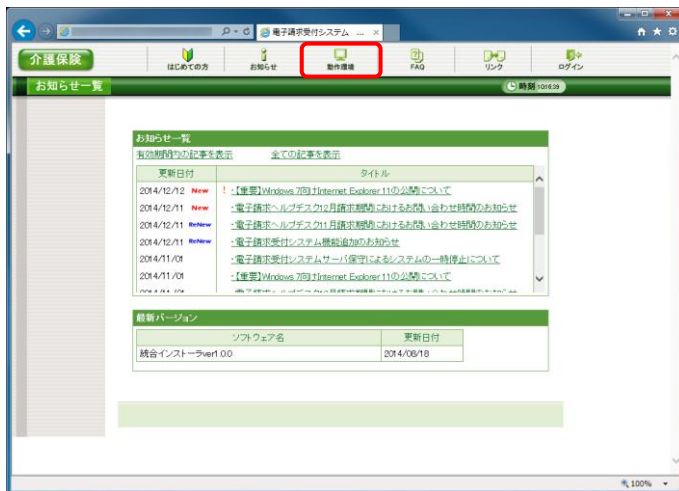 電子請求受付システム ...
介護保険
はじめての方
お知らせ
動作環境
FAQ
リンク
ログイン
お知らせ一覧
時刻 10:16:39
お知らせ一覧
有効期間内の記事を表示 全ての記事を表示
更新日付 タイトル
2014/12/12 New ! ・【重要】Windows 7向けInternet Explorer 11の公開について
2014/12/11 New ・電子請求ヘルプデスク12月請求期間におけるお問い合わせ時間のお知らせ
2014/12/11 ReNew ・電子請求ヘルプデスク11月請求期間におけるお問い合わせ時間のお知らせ
2014/12/11 ReNew ・電子請求受付システム機能追加のお知らせ
2014/11/01 ・電子請求受付システムサーバ保守によるシステムの一時停止について
2014/11/01 ・【重要】Windows 7向けInternet Explorer 11の公開について
最新バージョン
ソフトウェア名 更新日付
統合インストーラver1.0.0 2014/08/18
100%